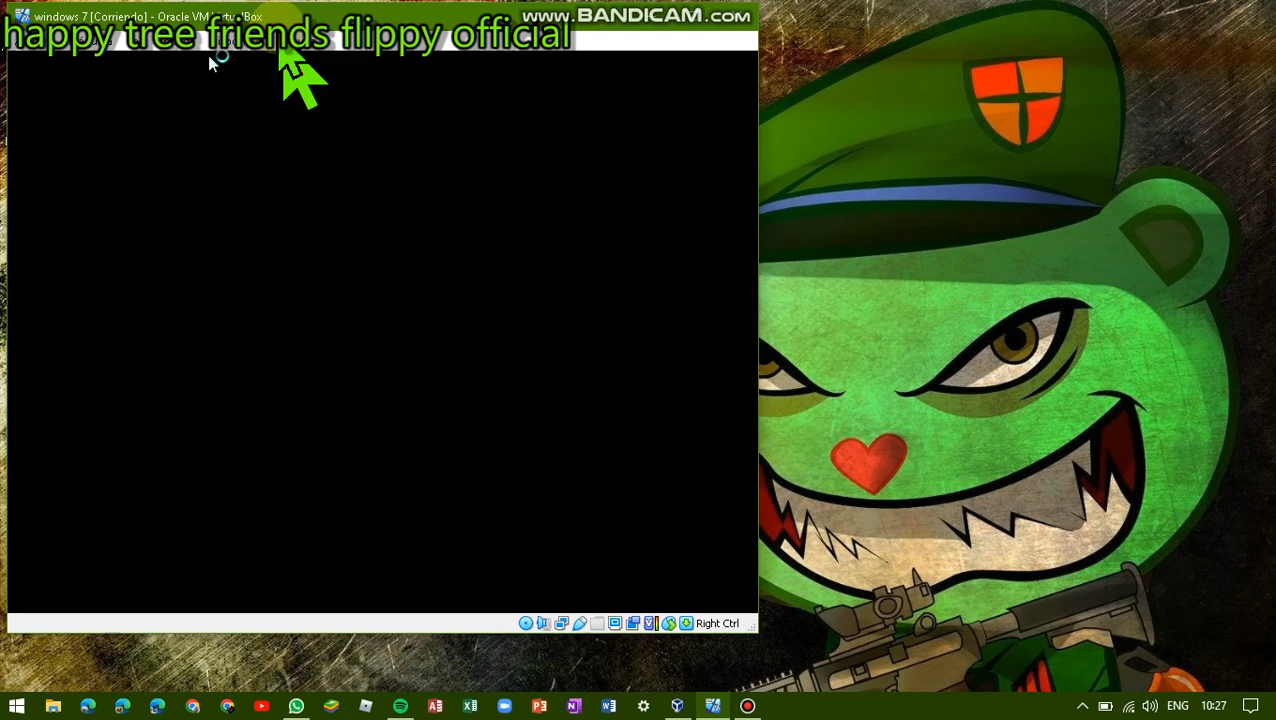 windows 7 [Corriendo] - Oracle VM VirtualBox
WWW.BANDICAM.COM
happy tree friends flippy official
Right Ctrl
ENG
10:27